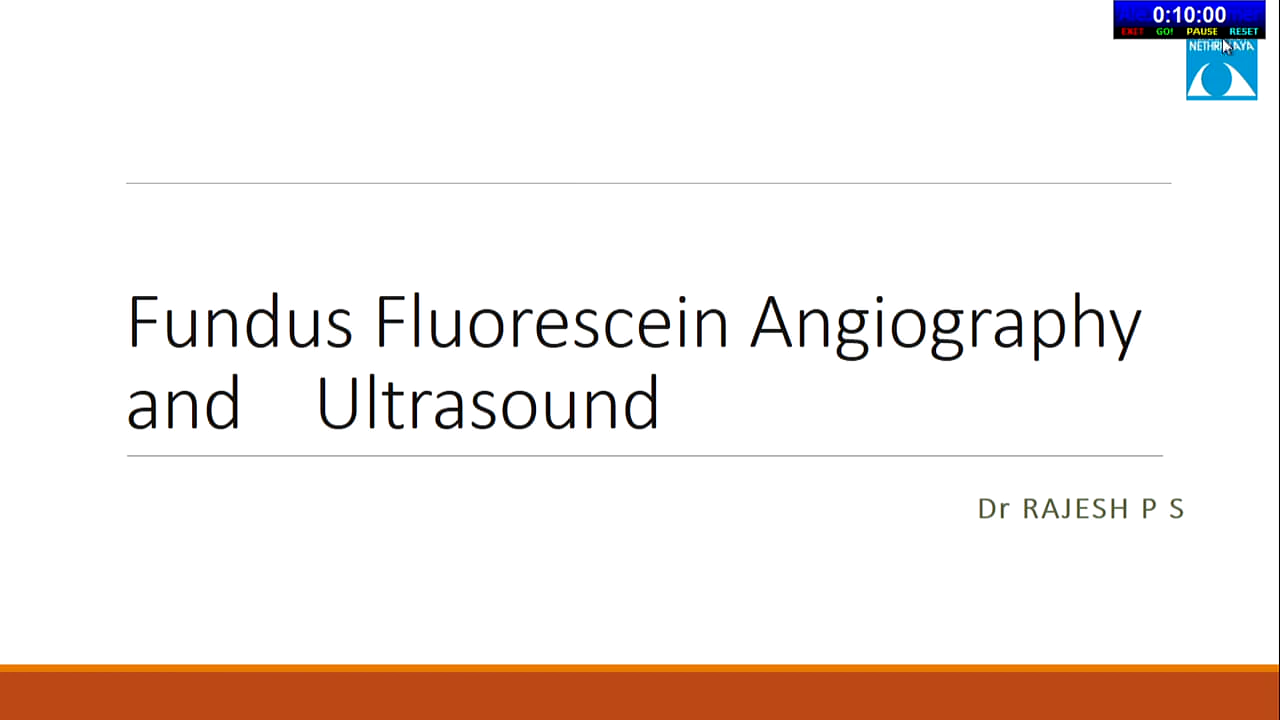 0:10:00
EXIT GO! PAUSE RESET
Fundus Fluorescein Angiography
and Ultrasound
Dr RAJESH P S